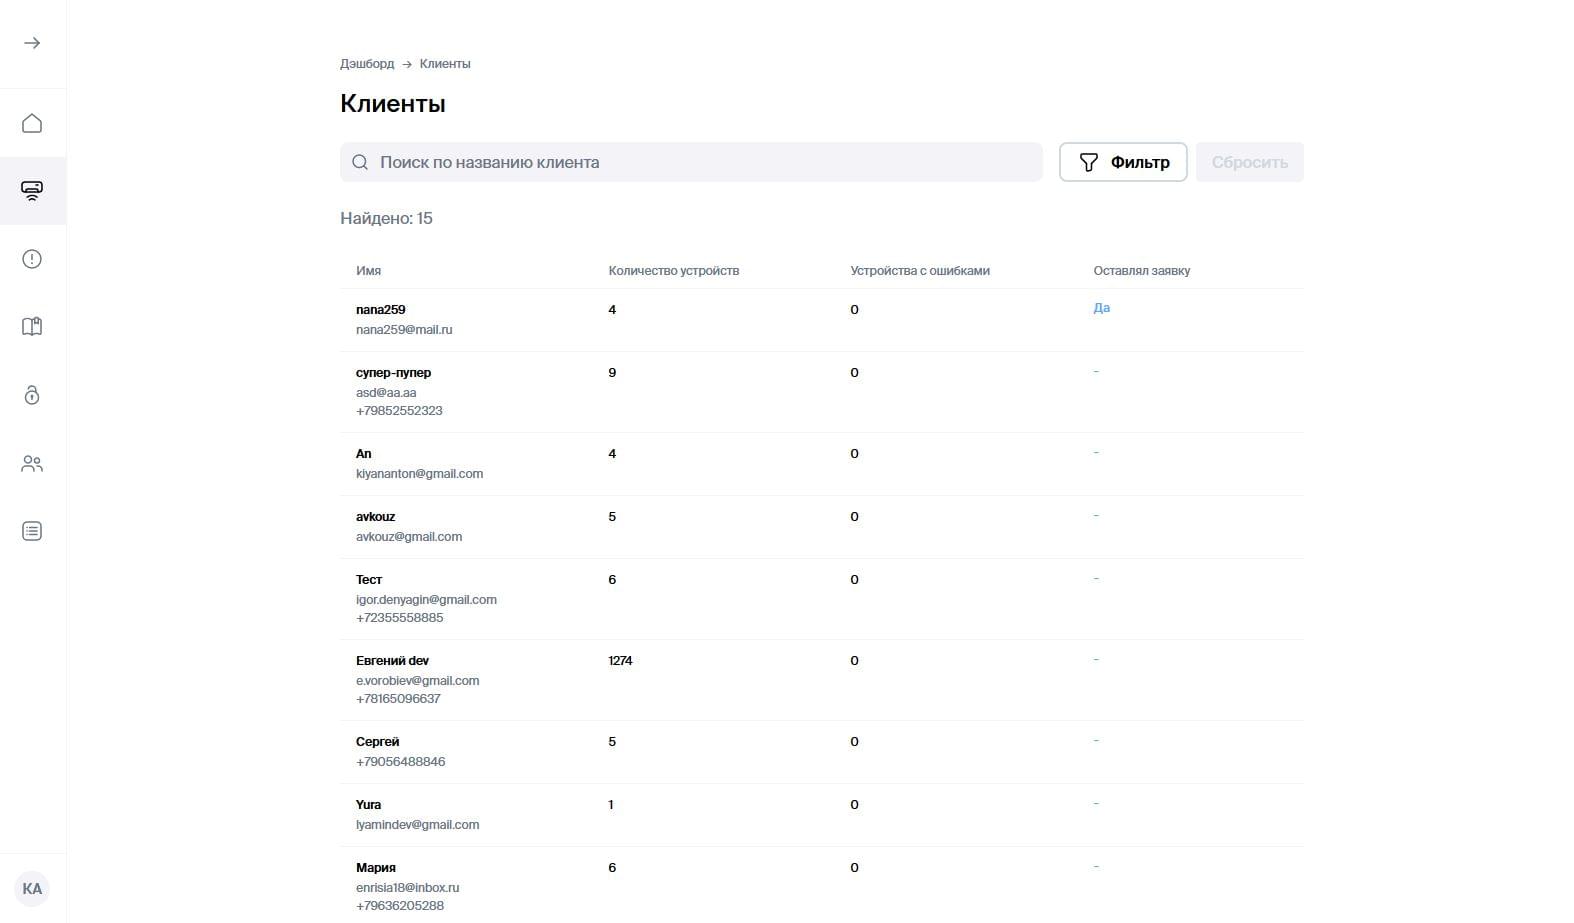 Дэшборд → Клиенты
Клиенты
Поиск по названию клиента
Фильтр
Сбросить
Найдено: 15
Имя Количество устройств Устройства с ошибками Оставлял заявку
nana259 4 0 Да
nana259@mail.ru
супер-пупер 9 0 -
asd@aa.aa
+79852552323
An 4 0 -
kiyananton@gmail.com
avkouz 5 0 -
avkouz@gmail.com
Тест 6 0 -
igor.denyagin@gmail.com
+72355558885
Евгений dev 1274 0 -
e.vorobiev@gmail.com
+78165096637
Сергей 5 0 -
+79056488846
Yura 1 0 -
lyamindev@gmail.com
Мария 6 0 -
enrisia18@inbox.ru
+79636205288
KA